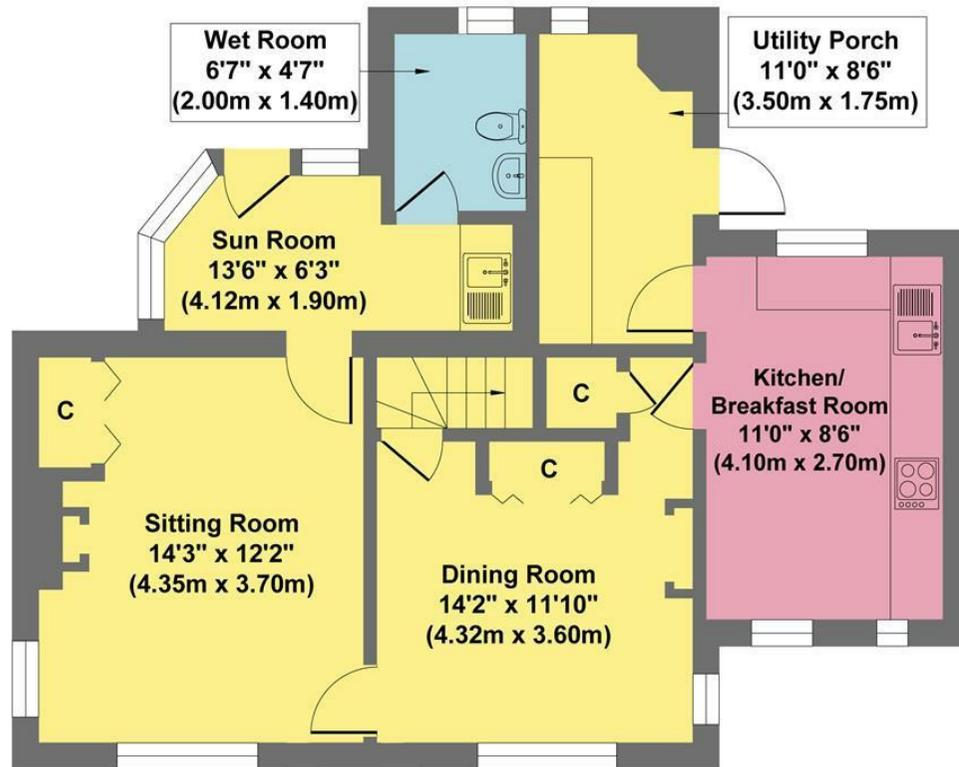 Wet Room
6'7" x 4'7"
(2.00m x 1.40m)
Utility Porch
11'0" x 8'6"
(3.50m x 1.75m)
Sun Room
13'6" x 6'3"
(4.12m x 1.90m)
C
C
Kitchen/
Breakfast Room
11'0" x 8'6"
(4.10m x 2.70m)
C
Sitting Room
14'3" x 12'2"
(4.35m x 3.70m)
Dining Room
14'2" x 11'10"
(4.32m x 3.60m)